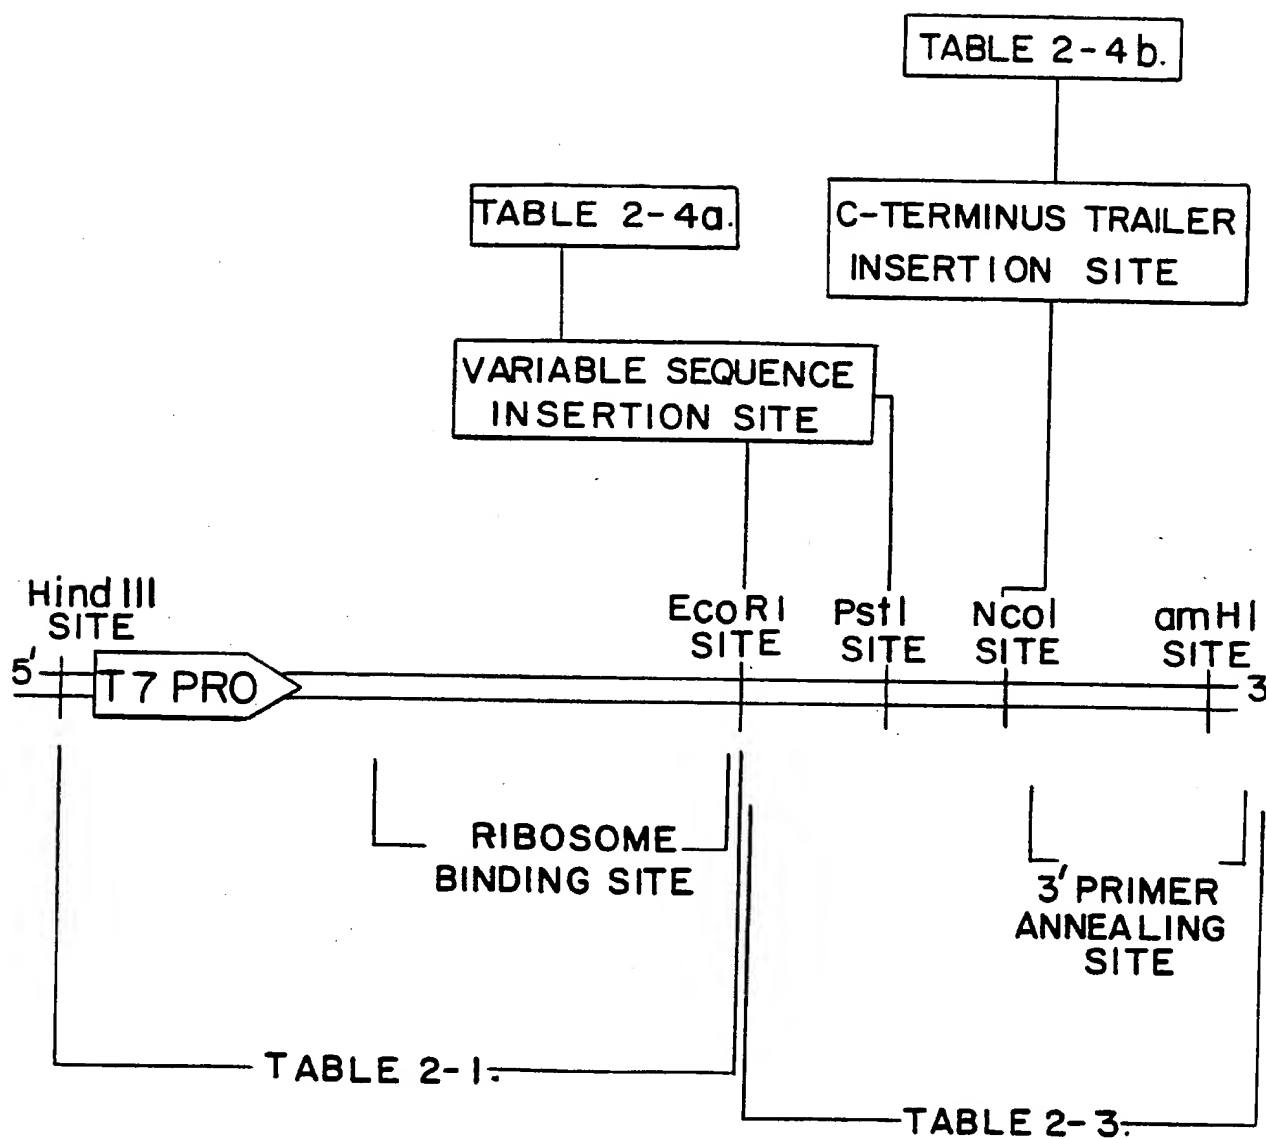 TABLE 2-4b.
TABLE 2-4a.
C-TERMINUS TRAILER
INSERTION SITE
VARIABLE SEQUENCE
INSERTION SITE
Hind III
SITE
EcoRI
SITE
PstI
SITE
NcoI
SITE
amHI
SITE
5'
T7 PRO
3
RIBOSOME
BINDING SITE
3' PRIMER
ANNEALING
SITE
TABLE 2-1.
TABLE 2-3.